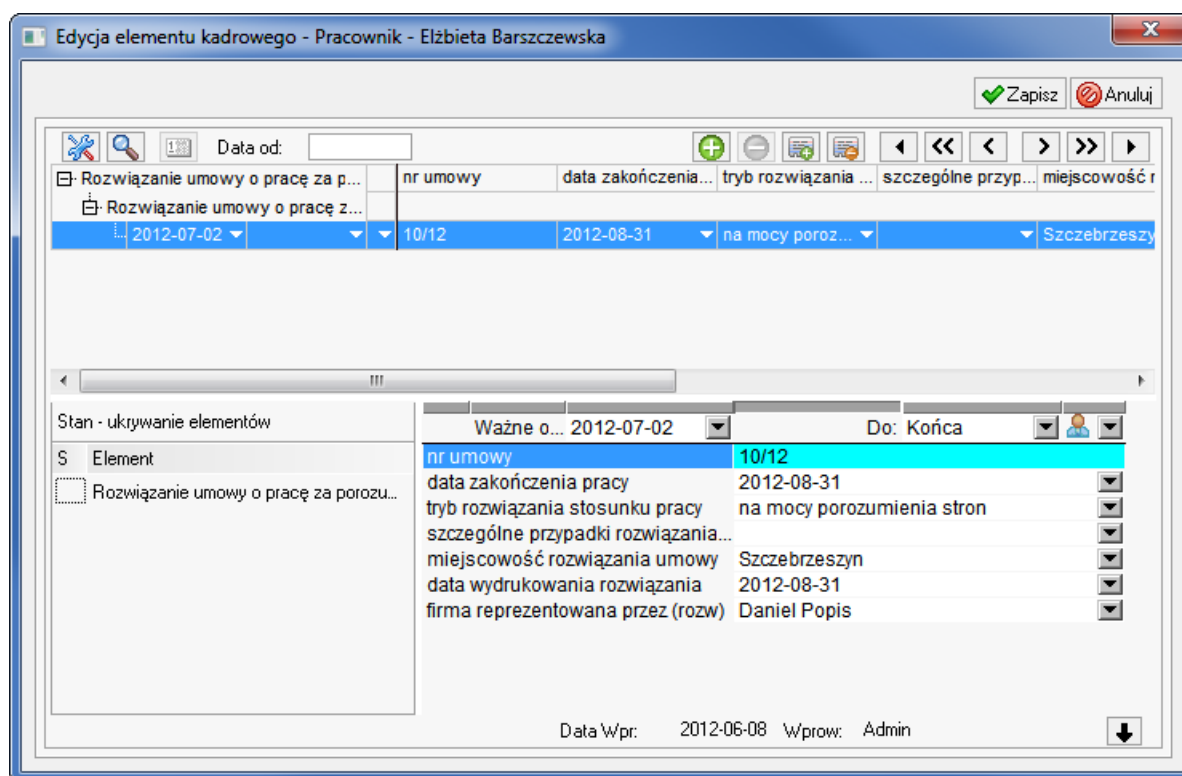 Edycja elementu kadrowego - Pracownik - Elżbieta Barszczewska
Zapisz Anuluj
Data od:
Rozwiązanie umowy o pracę za p... nr umowy data zakończenia... tryb rozwiązania ... szczególne przyp... miejscowość r
Rozwiązanie umowy o pracę z...
2012-07-02 10/12 2012-08-31 na mocy poroz... Szczebrzeszy
Stan - ukrywanie elementów
Ważne o... 2012-07-02 Do: Końca
S Element
Rozwiązanie umowy o pracę za porozu...
nr umowy 10/12
data zakończenia pracy 2012-08-31
tryb rozwiązania stosunku pracy na mocy porozumienia stron
szczególne przypadki rozwiązania...
miejscowość rozwiązania umowy Szczebrzeszyn
data wydrukowania rozwiązania 2012-08-31
firma reprezentowana przez (rozw) Daniel Popis
Data Wpr: 2012-06-08 Wprow: Admin